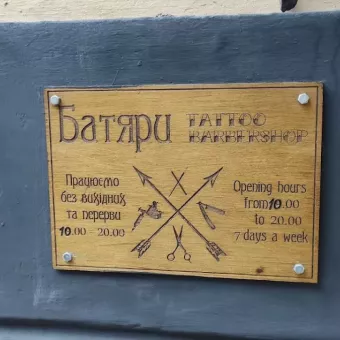 Батяри TATTOO
BARBERSHOP
Працюємо
без вихідних
та перерви
10.00 - 20.00
Opening hours
from 10.00
to 20.00
7 days a week